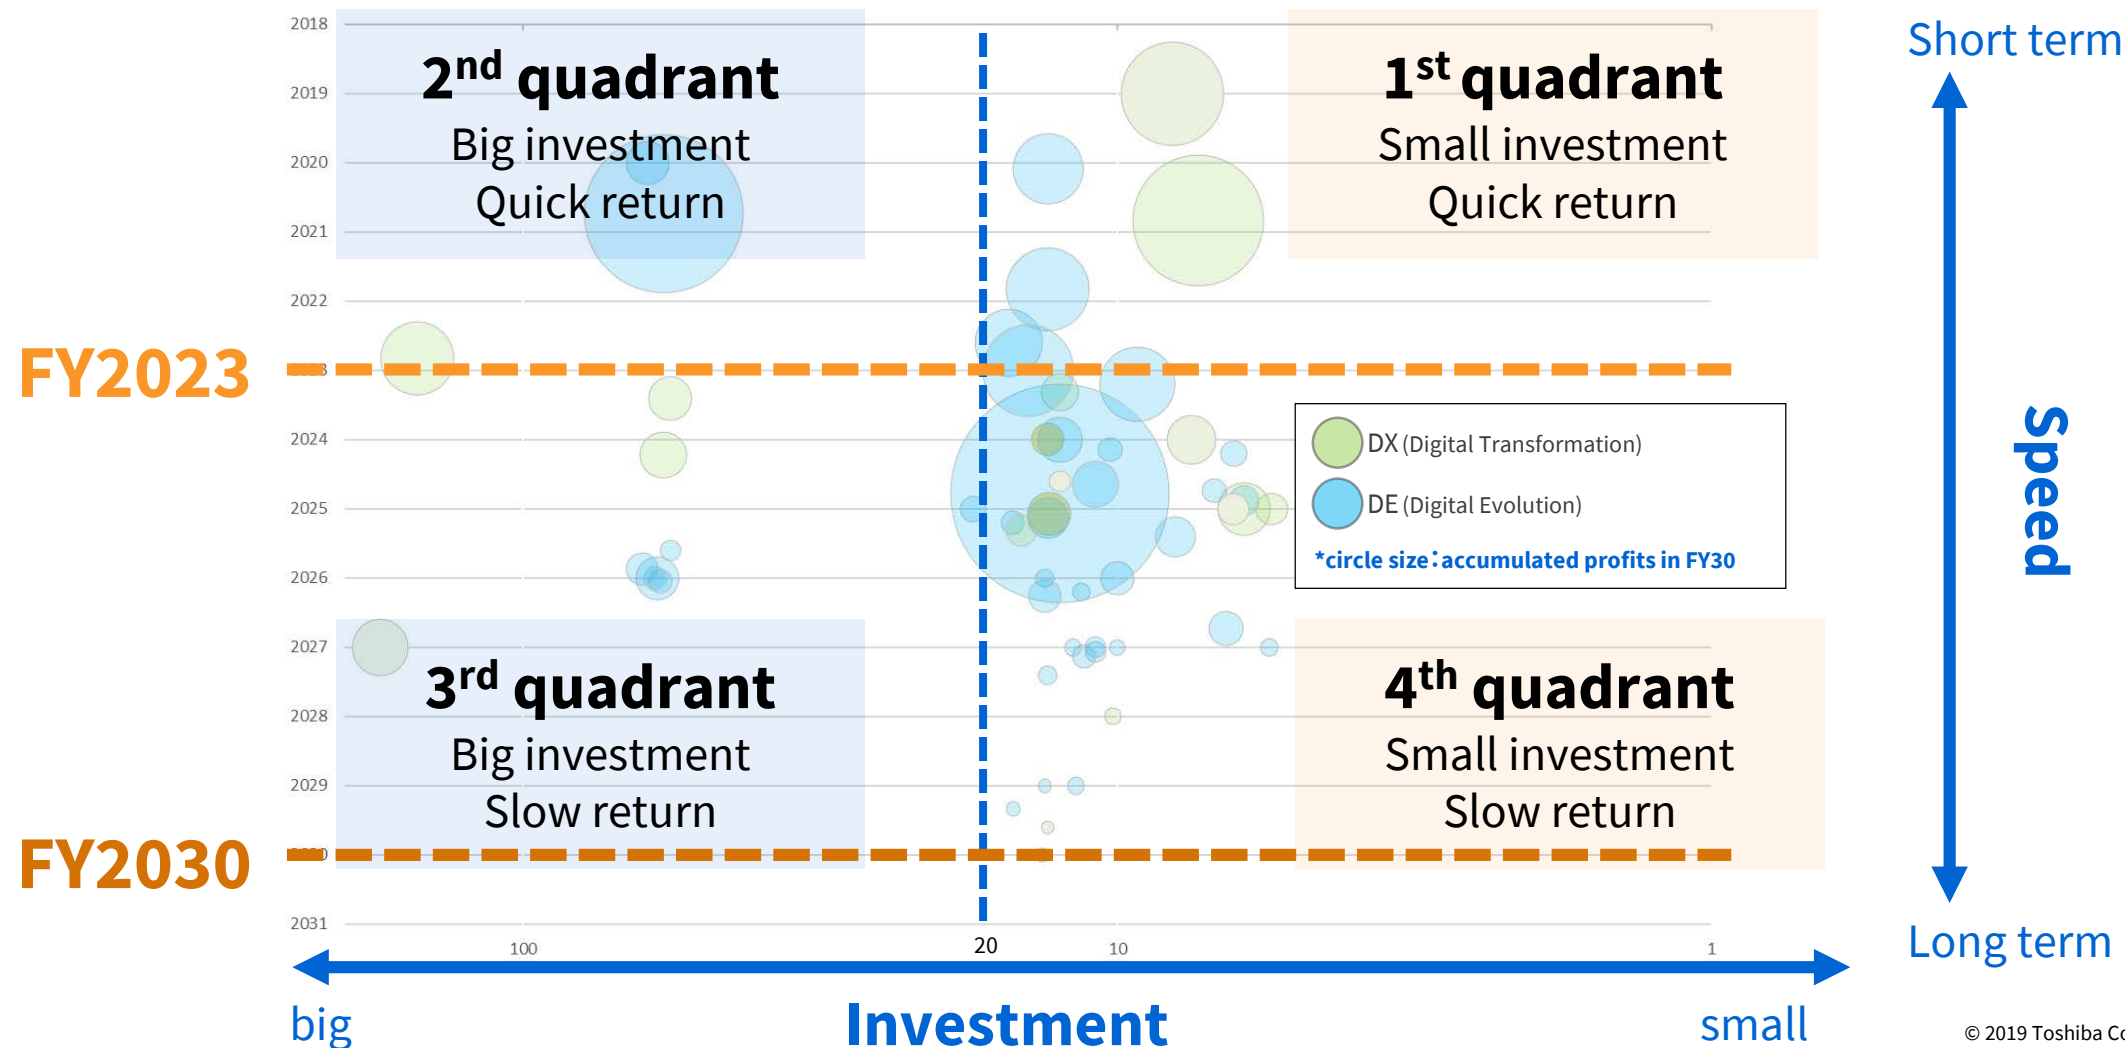 2018
2019
2020
2021
2022
2024
2025
2026
2027
2028
2029
2031
FY2023
FY2030
2nd quadrant
Big investment
Quick return
1st quadrant
Small investment
Quick return
3rd quadrant
Big investment
Slow return
4th quadrant
Small investment
Slow return
DX (Digital Transformation)
DE (Digital Evolution)
*circle size:accumulated profits in FY30
Short term
Speed
Long term
100
20
10
1
big
Investment
small
© 2019 Toshiba Co